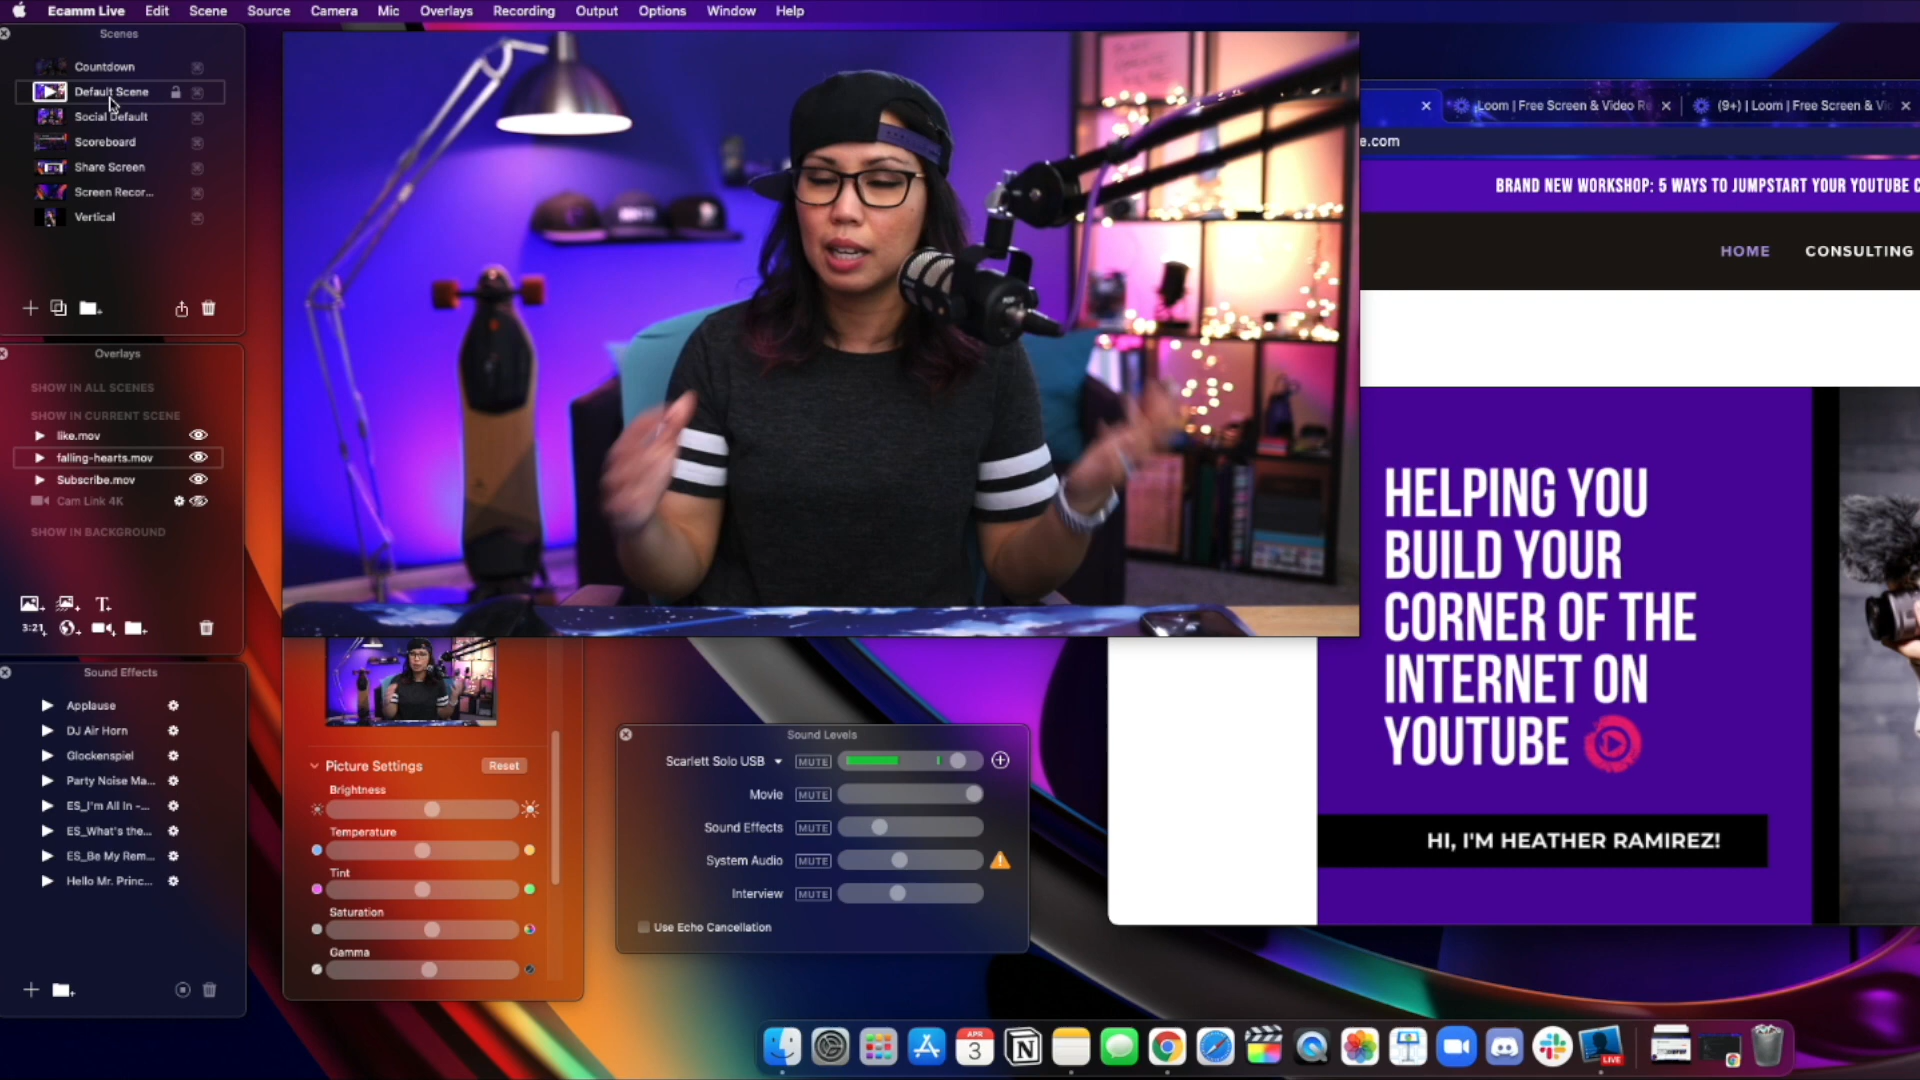 Ecamm Live Edit Scene Source Camera Mic Overlays Recording Output Options Window Help
Scenes
Countdown
Default Scene
Social Default
Scoreboard
Share Screen
Screen Recor...
Vertical
Overlays
SHOW IN ALL SCENES
SHOW IN CURRENT SCENE
like.mov
falling-hearts.mov
Subscribe.mov
Cam Link 4K
SHOW IN BACKGROUND
3:21
Sound Effects
Applause
DJ Air Horn
Glockenspiel
Party Noise Ma...
ES_I'm All In -...
ES_What's the...
ES_Be My Rem...
Hello Mr. Princ...
Picture Settings Reset
Brightness
Temperature
Tint
Saturation
Gamma
Sound Levels
Scarlett Solo USB MUTE
Movie MUTE
Sound Effects MUTE
System Audio MUTE
Interview MUTE
Use Echo Cancellation
Loom | Free Screen & Video Re (9+) | Loom | Free Screen & Vi
e.com
BRAND NEW WORKSHOP: 5 WAYS TO JUMPSTART YOUR YOUTUBE C
HOME CONSULTING
HELPING YOU
BUILD YOUR
CORNER OF THE
INTERNET ON
YOUTUBE
HI, I'M HEATHER RAMIREZ!
APR
3
LIVE